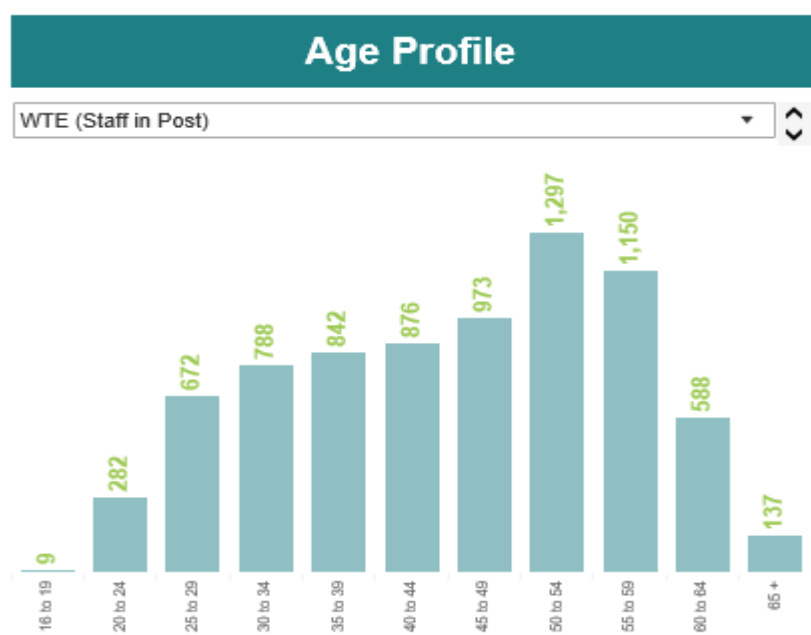 Age Profile
WTE (Staff in Post)
9
282
672
788
842
876
973
1,297
1,150
588
137
16 to 19
20 to 24
25 to 29
30 to 34
35 to 39
40 to 44
45 to 49
50 to 54
55 to 59
60 to 64
65 +